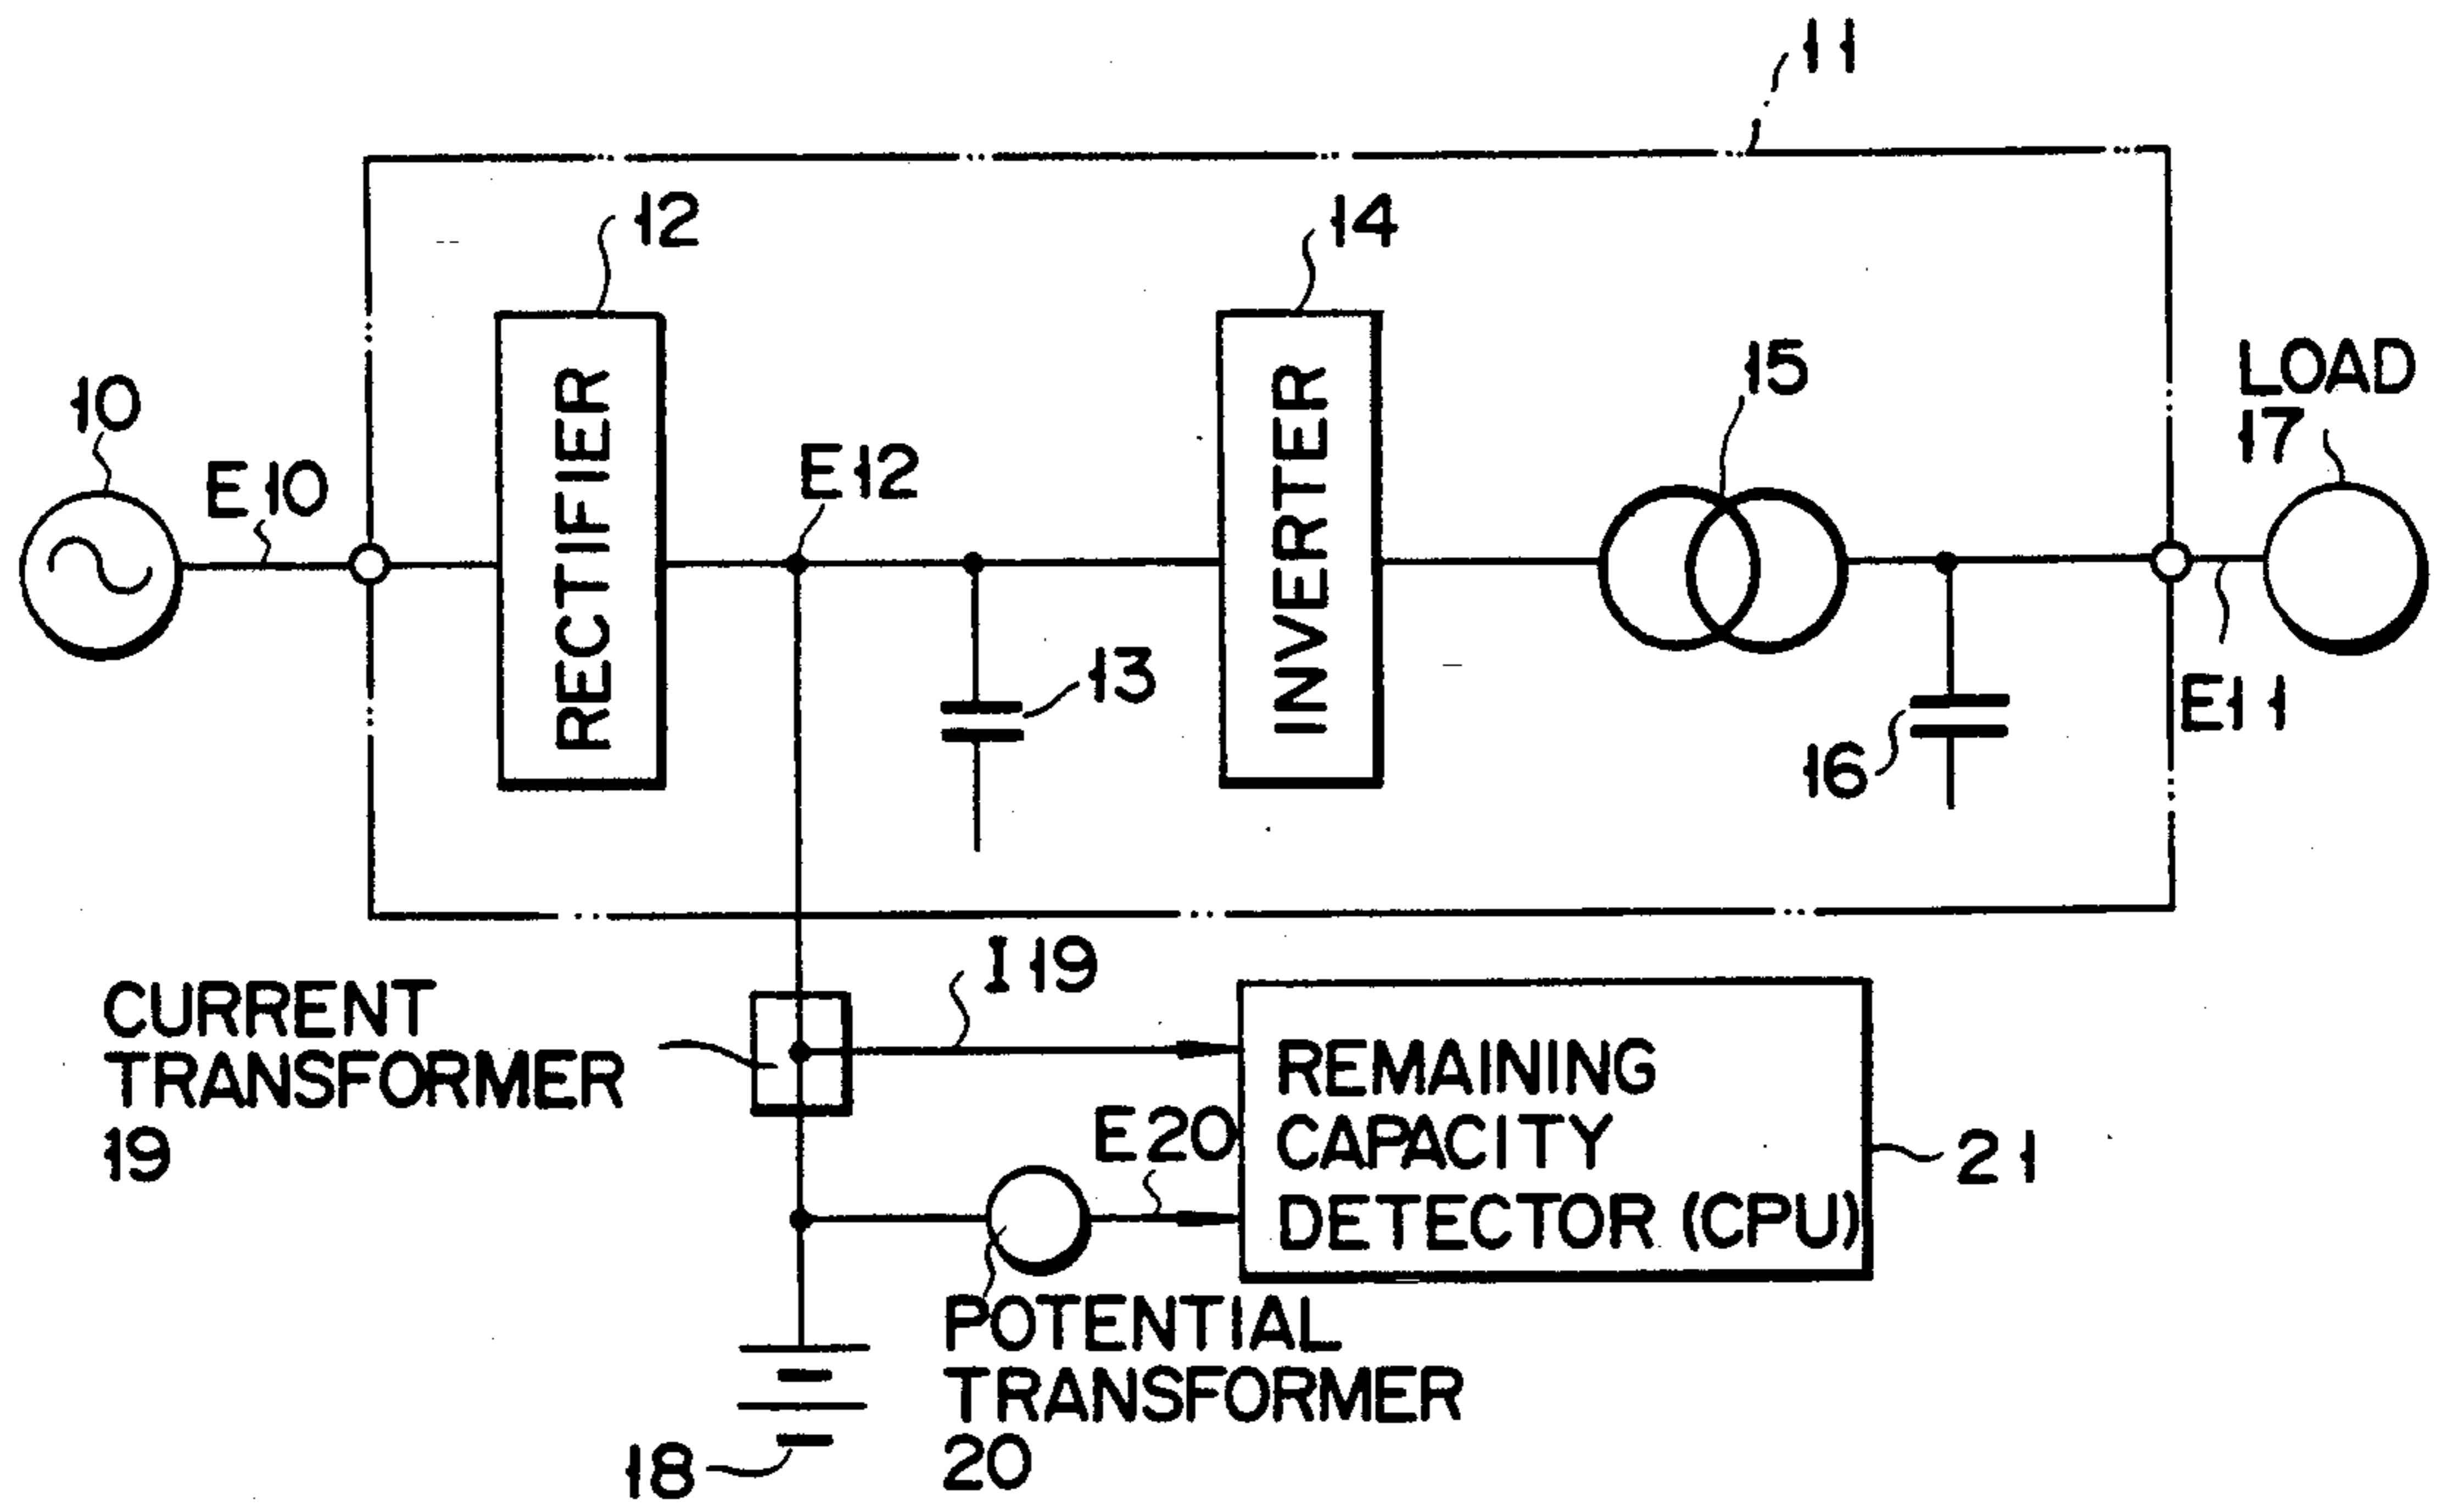 11
12
14
10
E10
RECTIFIER
E12
INVERTER
15
LOAD
17
13
16
E11
CURRENT
TRANSFORMER
19
I19
REMAINING
CAPACITY
DETECTOR (CPU)
E20
21
POTENTIAL
TRANSFORMER
20
18